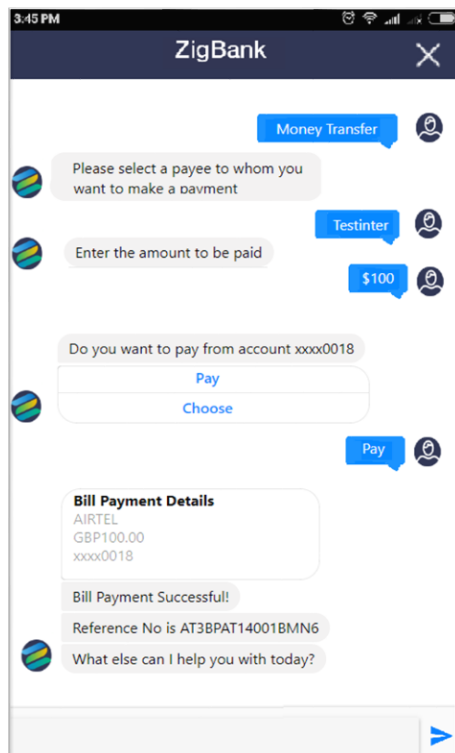 3:45 PM
ZigBank
Money Transfer
Please select a payee to whom you
want to make a payment
Testinter
Enter the amount to be paid
$100
Do you want to pay from account xxxx0018
Pay
Choose
Pay
Bill Payment Details
AIRTEL
GBP100.00
xxxx0018
Bill Payment Successful!
Reference No is AT3BPAT14001BMN6
What else can I help you with today?